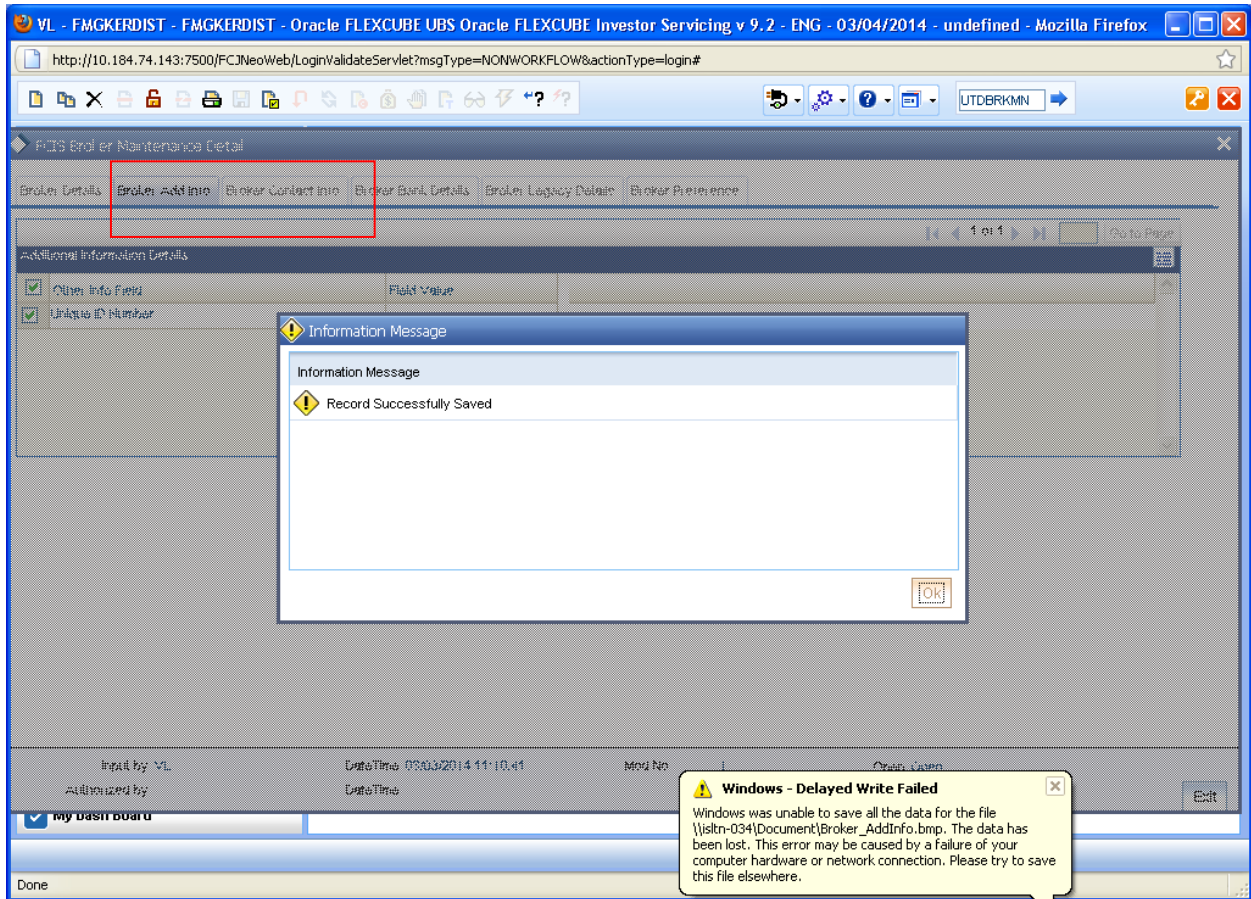 VL - FMGKERDIST - FMGKERDIST - Oracle FLEXCUBE UBS Oracle FLEXCUBE Investor Servicing v 9.2 - ENG - 03/04/2014 - undefined - Mozilla Firefox
http://10.184.74.143:7500/FCJNeoWeb/LoginValidateServlet?msgType=NONWORKFLOW&actionType=login#
UTDBRKMN
FCIS Broker Maintenance Detail
Broker Details Broker Add Info Broker Contact Info Broker Bank Details Broker Legacy Details Broker Preference
1 of 1 Go to Page
Additional Information Details
Other Info Field Field Value
Unique ID Number
Information Message
Information Message
Record Successfully Saved
Ok
Input by VL DateTime 03/03/2014 11:10:41 Mod No 1 Open Open
Authorized by DateTime
Exit
My Dash Board
Windows - Delayed Write Failed
Windows was unable to save all the data for the file
\\isltn-034\Document\Broker_AddInfo.bmp. The data has
been lost. This error may be caused by a failure of your
computer hardware or network connection. Please try to save
this file elsewhere.
Done